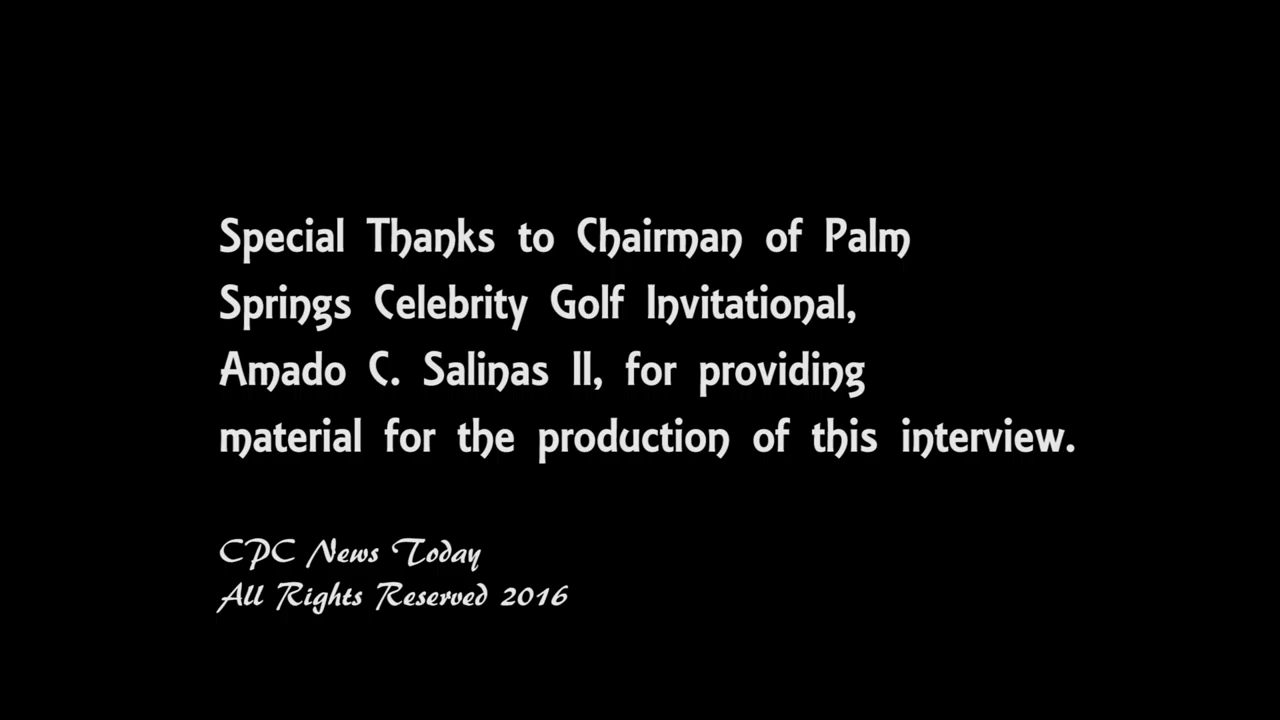 Special Thanks to Chairman of Palm
Springs Celebrity Golf Invitational,
Amado C. Salinas II, for providing
material for the production of this interview.
CPC News Today
All Rights Reserved 2016